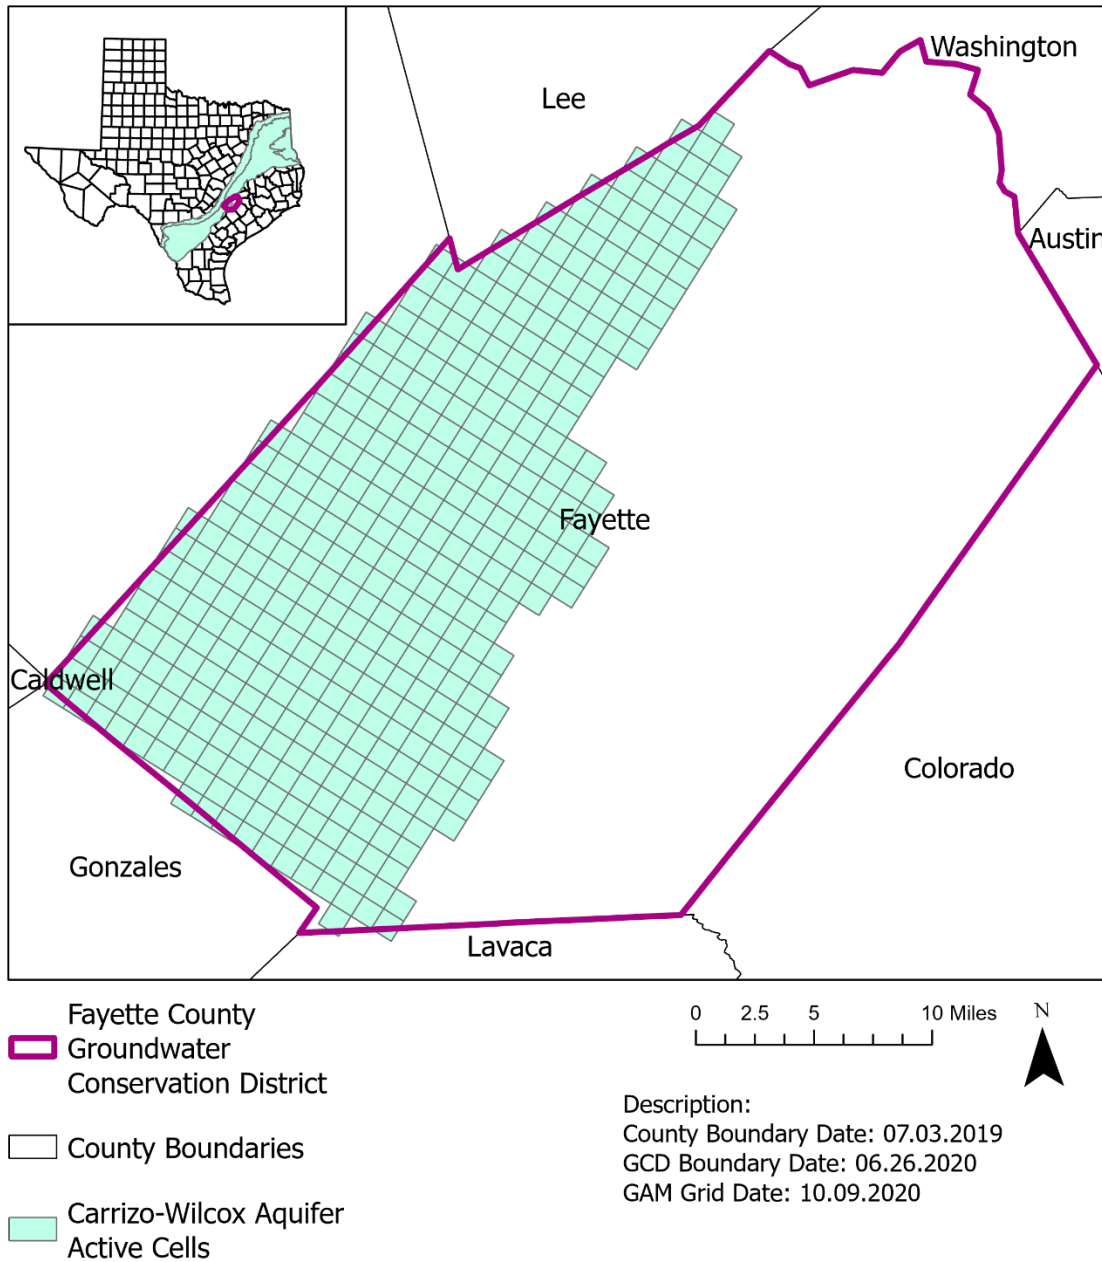 Washington
Lee
Austin
Fayette
Caldwell
Colorado
Gonzales
Lavaca
Fayette County
Groundwater
Conservation District
County Boundaries
Carrizo-Wilcox Aquifer
Active Cells
0 2.5 5 10 Miles
N
Description:
County Boundary Date: 07.03.2019
GCD Boundary Date: 06.26.2020
GAM Grid Date: 10.09.2020